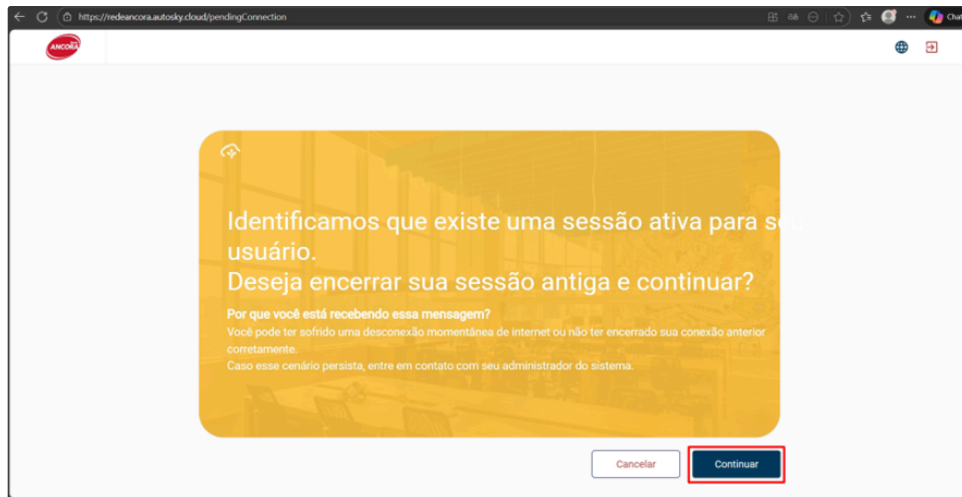 https://redeancora.autosky.cloud/pendingConnection
Chat
ANCORA
Identificamos que existe uma sessão ativa para seu
usuário.
Deseja encerrar sua sessão antiga e continuar?
Por que você está recebendo essa mensagem?
Você pode ter sofrido uma desconexão momentânea de internet ou não ter encerrado sua conexão anterior
corretamente.
Caso esse cenário persista, entre em contato com seu administrador do sistema.
Cancelar
Continuar